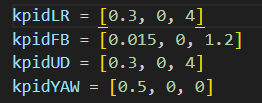 kpidLR = [0.3, 0, 4]
kpidFB = [0.015, 0, 1.2]
kpidUD = [0.3, 0, 4]
kpidYAW = [0.5, 0, 0]